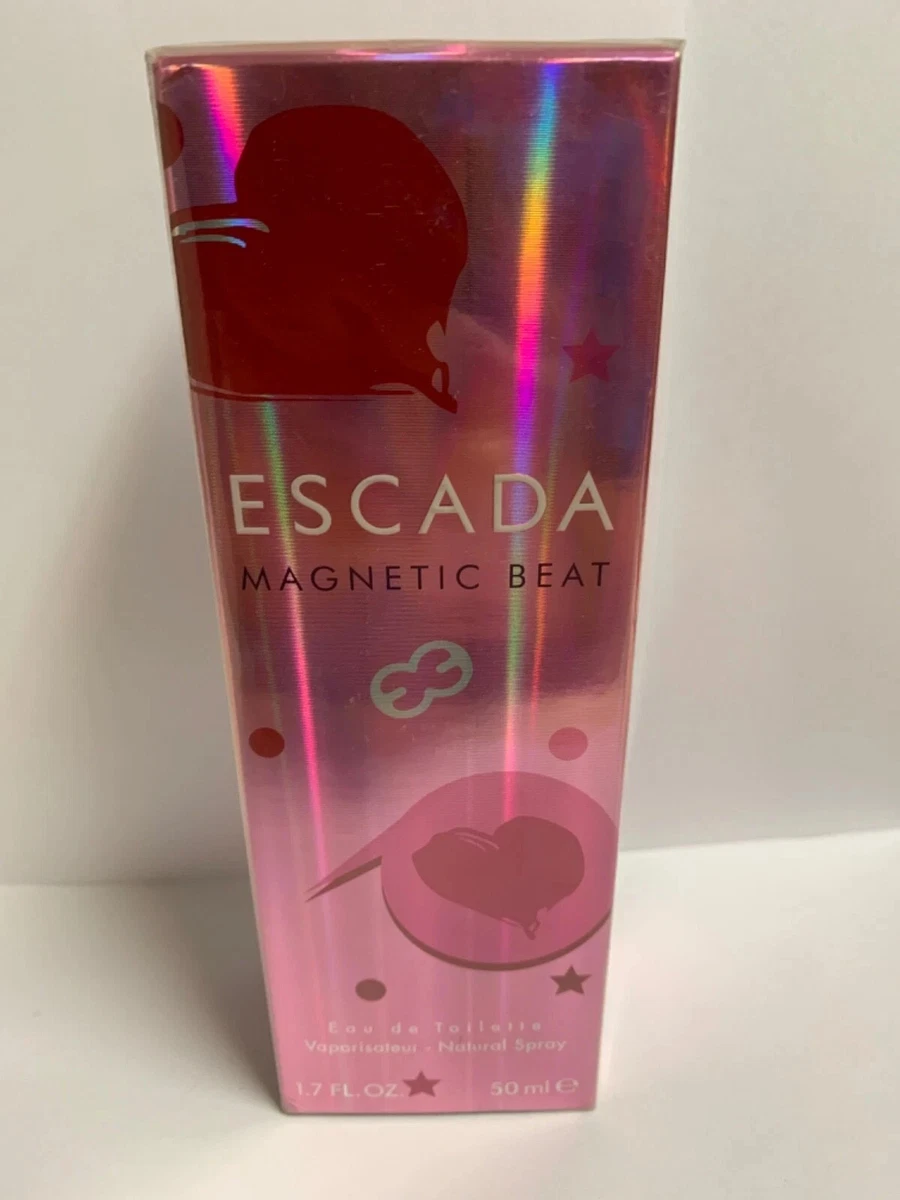 ESCADA
MAGNETIC BEAT
Eau de Toilette
Vaporisateur - Natural Spray
1.7 FL. OZ. 50 ml e